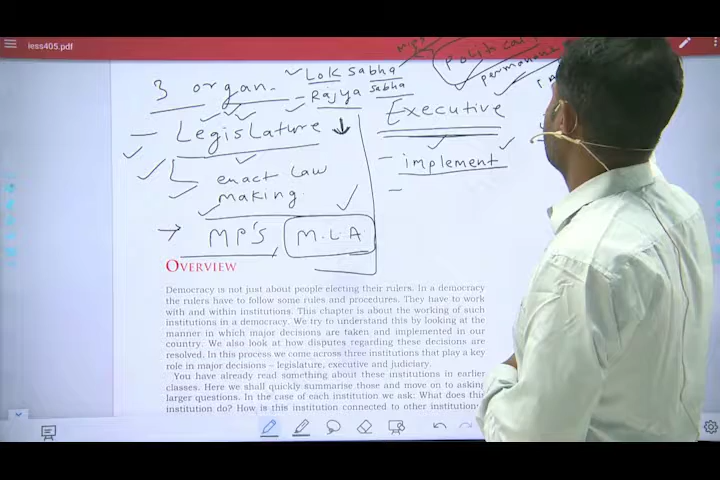 less405.pdf
3 organ.
Lok Sabha
Rajya Sabha
mps
political
permanent
Legislature
Executive
enact law
making
implement
MP's, M.L.A
OVERVIEW
Democracy is not just about people electing their rulers. In a democracy
the rulers have to follow some rules and procedures. They have to work
with and within institutions. This chapter is about the working of such
institutions in a democracy. We try to understand this by looking at the
manner in which major decisions are taken and implemented in our
country. We also look at how disputes regarding these decisions are
resolved. In this process we come across three institutions that play a key
role in major decisions – legislature, executive and judiciary.
You have already read something about these institutions in earlier
classes. Here we shall quickly summarise those and move on to asking
larger questions. In the case of each institution we ask: What does this
institution do? How is this institution connected to other institution